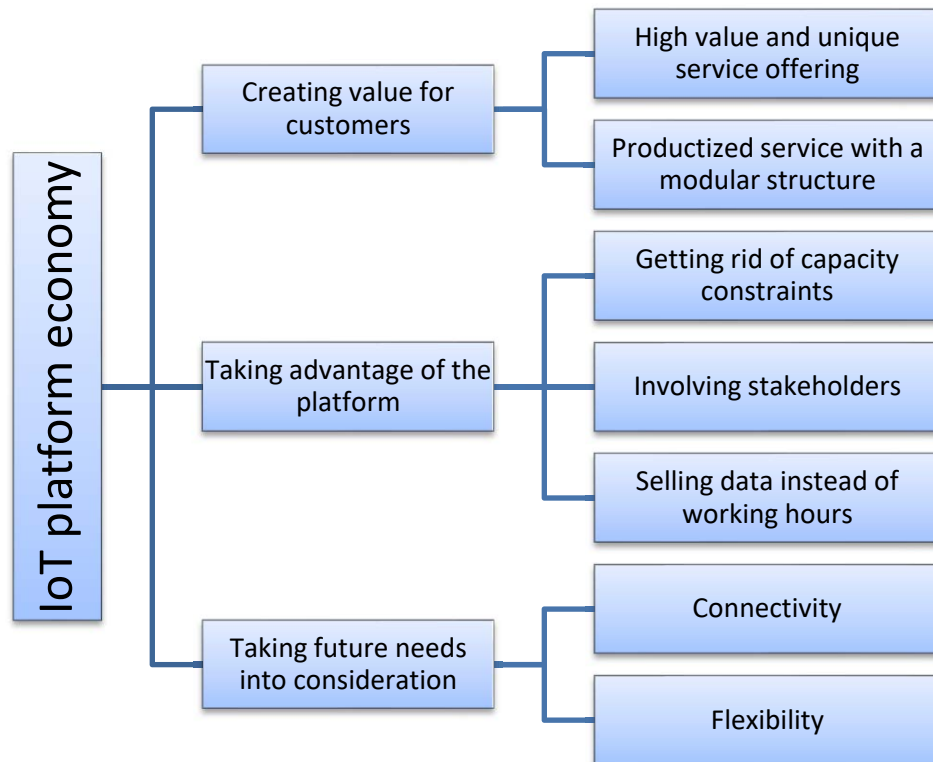 IoT platform economy
Creating value for
customers
High value and unique
service offering
Productized service with a
modular structure
Taking advantage of the
platform
Getting rid of capacity
constraints
Involving stakeholders
Selling data instead of
working hours
Taking future needs
into consideration
Connectivity
Flexibility